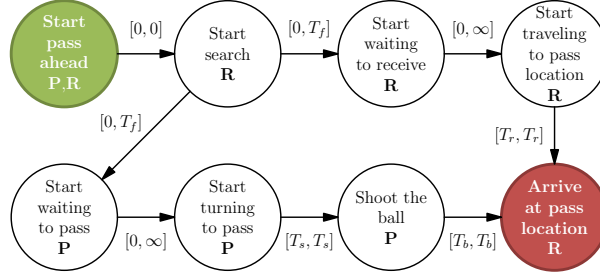 Start
pass
ahead
P,R
[0, 0]
Start
search
R
[0, T_f]
Start
waiting
to receive
R
[0, ∞]
Start
traveling
to pass
location
R
[0, T_f]
[T_r, T_r]
Start
waiting
to pass
P
[0, ∞]
Start
turning
to pass
P
[T_s, T_s]
Shoot the
ball
P
[T_b, T_b]
Arrive
at pass
location
R